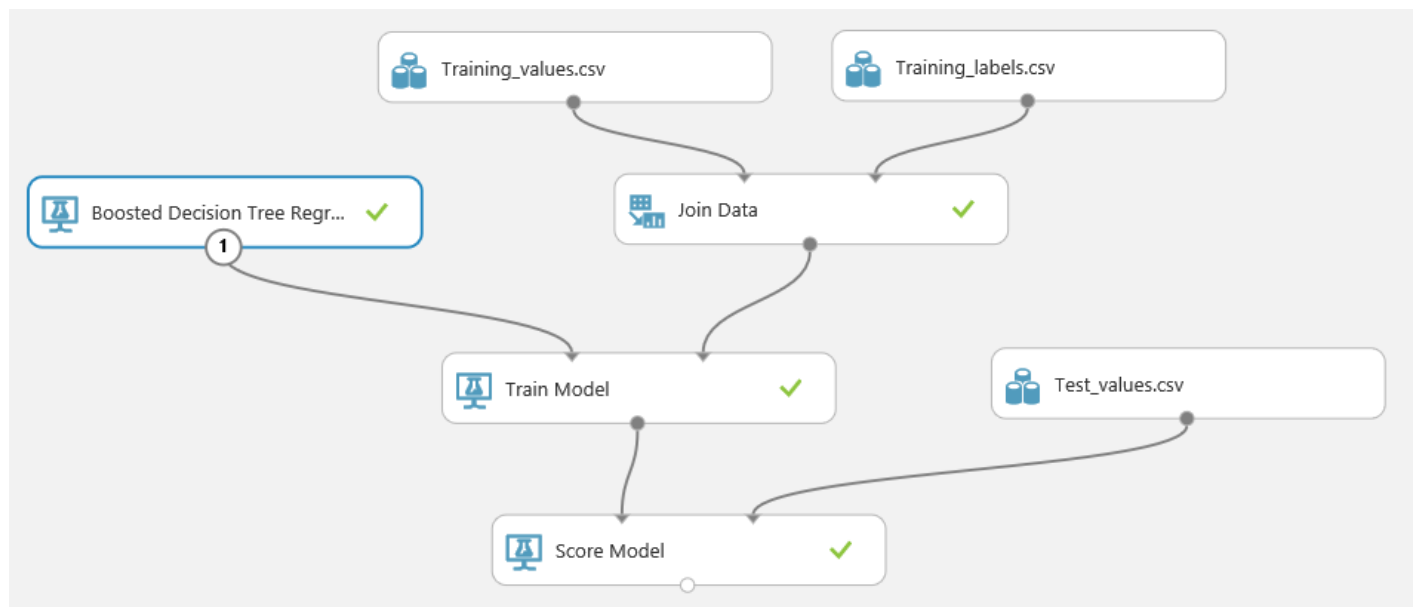 Training_values.csv
Training_labels.csv
Boosted Decision Tree Regr...
Join Data
1
Train Model
Test_values.csv
Score Model